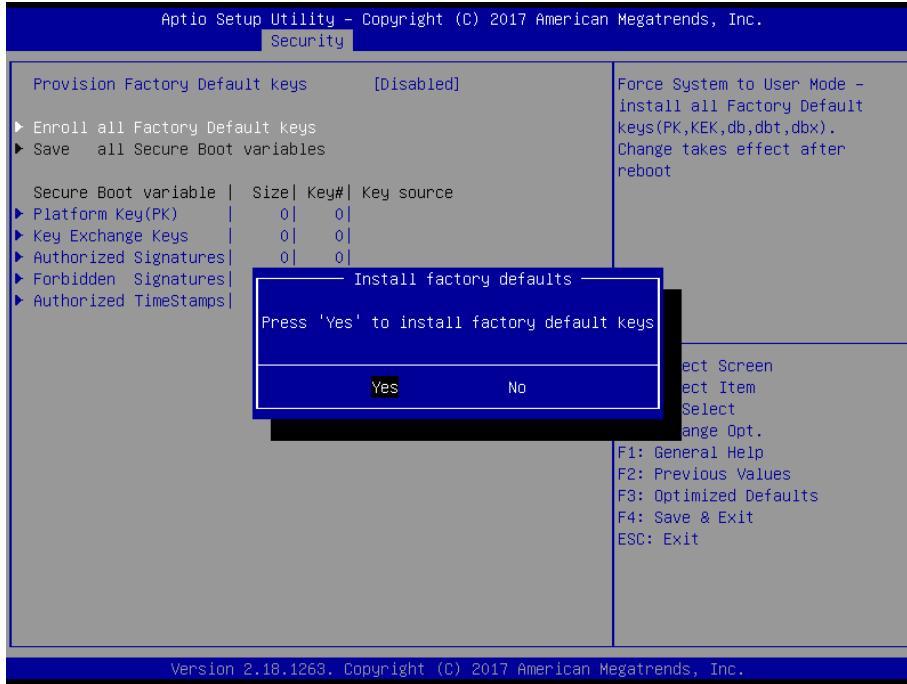 Aptio Setup Utility – Copyright (C) 2017 American Megatrends, Inc.
Security
Provision Factory Default keys [Disabled]
Enroll all Factory Default keys
Save all Secure Boot variables
Secure Boot variable | Size| Key#| Key source
Platform Key(PK) | 0| 0|
Key Exchange Keys | 0| 0|
Authorized Signatures| 0| 0|
Forbidden Signatures|
Authorized TimeStamps|
Install factory defaults
Press 'Yes' to install factory default keys
Yes No
Force System to User Mode –
install all Factory Default
keys(PK,KEK,db,dbt,dbx).
Change takes effect after
reboot
ect Screen
ect Item
Select
ange Opt.
F1: General Help
F2: Previous Values
F3: Optimized Defaults
F4: Save & Exit
ESC: Exit
Version 2.18.1263. Copyright (C) 2017 American Megatrends, Inc.